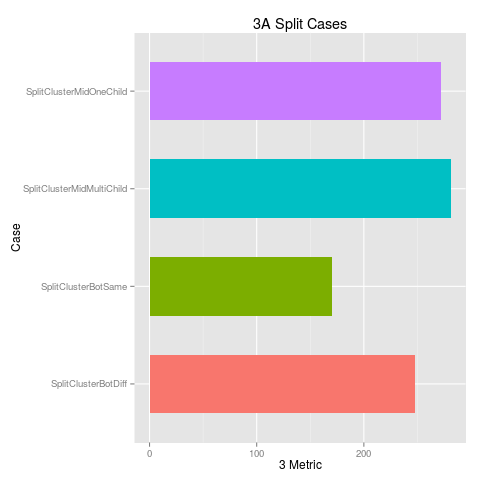 3A Split Cases
SplitClusterMidOneChild
SplitClusterMidMultiChild
SplitClusterBotSame
SplitClusterBotDiff
Case
0 100 200
3 Metric